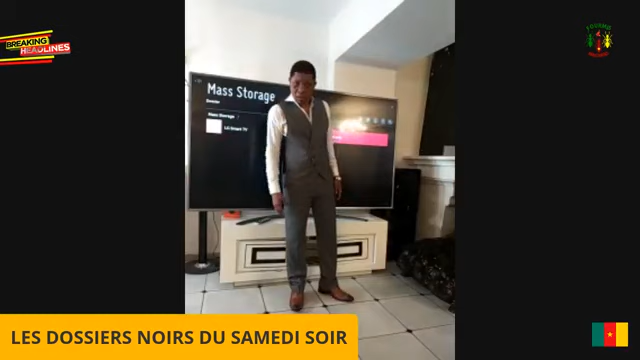 BREAKING
HEADLINES
Mass Storage
Mass Storage
LG Smart TV
LES DOSSIERS NOIRS DU SAMEDI SOIR